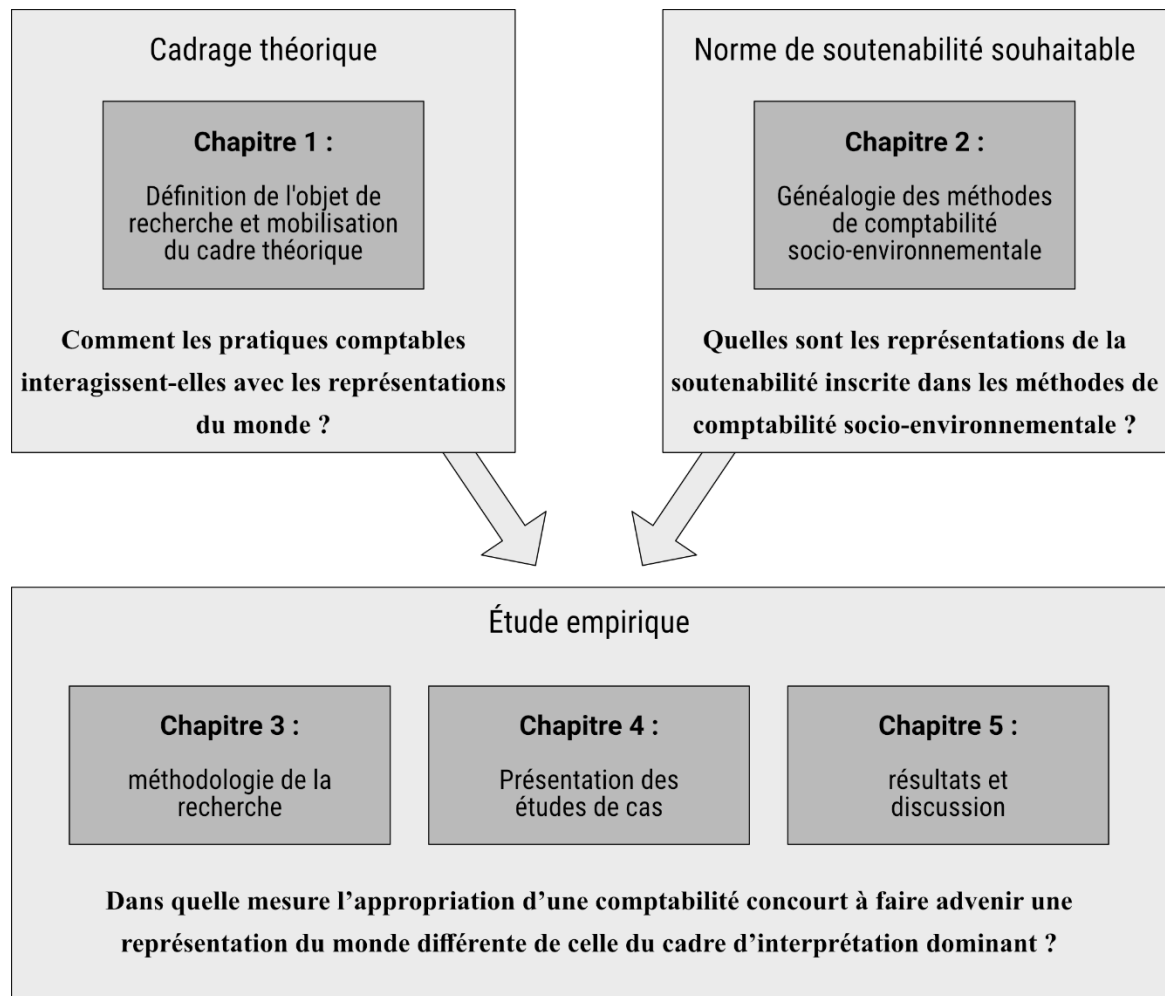 Cadrage théorique
Chapitre 1 :
Définition de l'objet de
recherche et mobilisation
du cadre théorique
Comment les pratiques comptables
interagissent-elles avec les représentations
du monde ?
Norme de soutenabilité souhaitable
Chapitre 2 :
Généalogie des méthodes
de comptabilité
socio-environnementale
Quelles sont les représentations de la
soutenabilité inscrite dans les méthodes de
comptabilité socio-environnementale ?
Étude empirique
Chapitre 3 :
méthodologie de la
recherche
Chapitre 4 :
Présentation des
études de cas
Chapitre 5 :
résultats et
discussion
Dans quelle mesure l’appropriation d’une comptabilité concourt à faire advenir une
représentation du monde différente de celle du cadre d’interprétation dominant ?